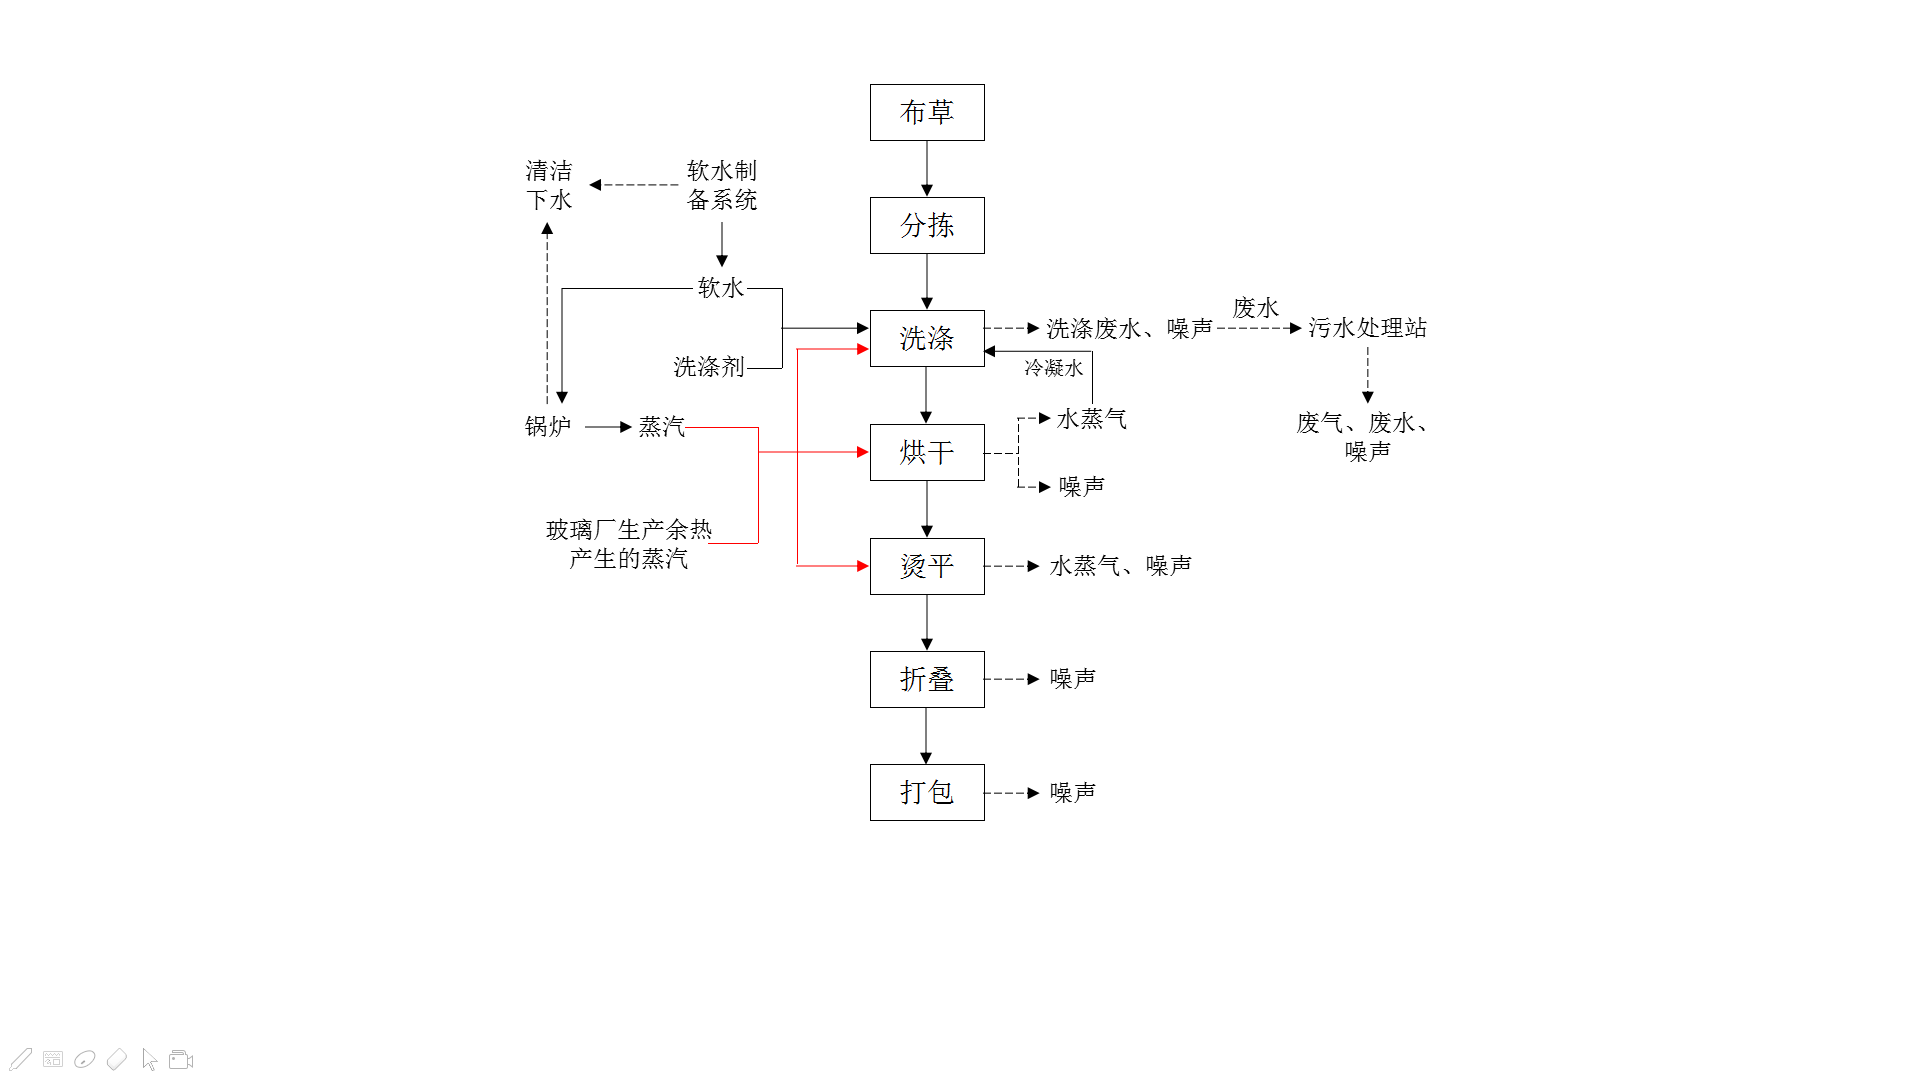 布草
清洁
下水
软水制
备系统
分拣
软水
洗涤
洗涤废水、噪声
废水
污水处理站
洗涤剂
冷凝水
锅炉
蒸汽
烘干
水蒸气
废气、废水、
噪声
噪声
玻璃厂生产余热
产生的蒸汽
烫平
水蒸气、噪声
折叠
噪声
打包
噪声